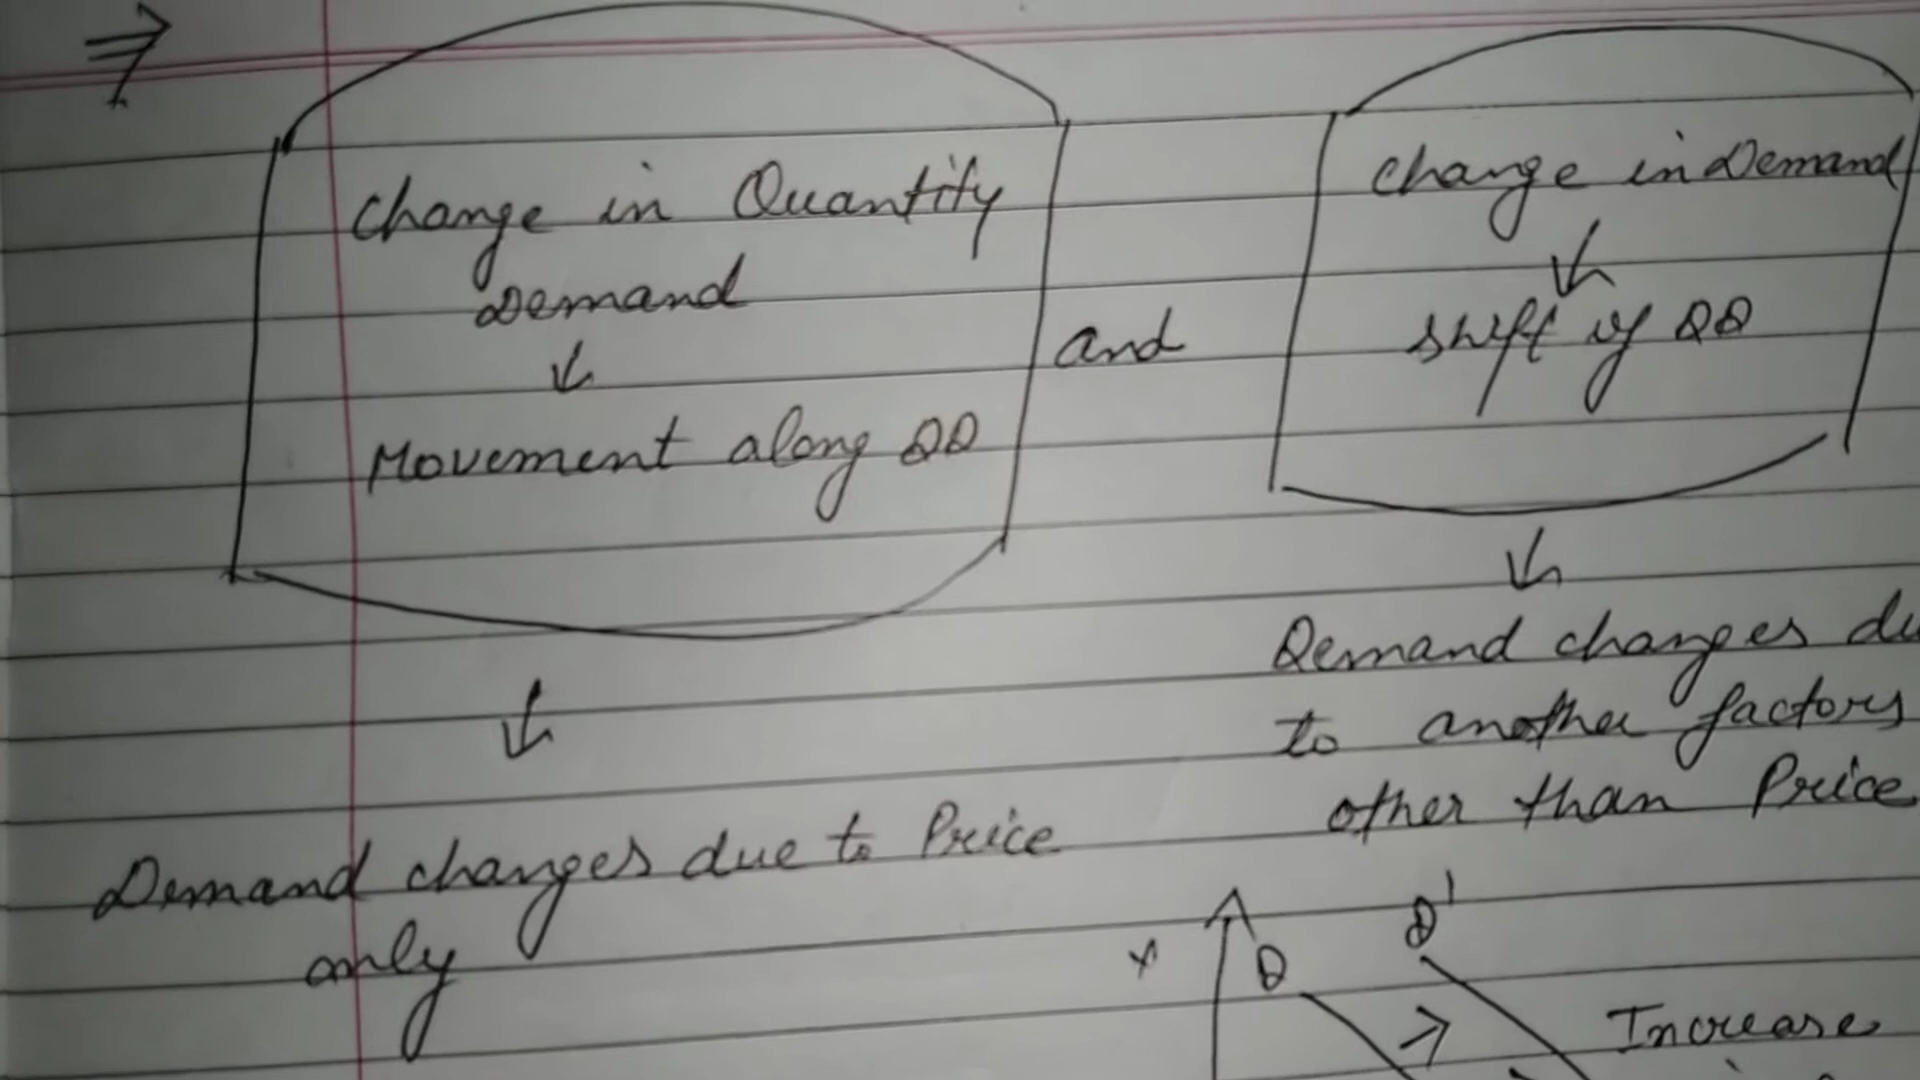 ⇒
Change in Quantity
Demand
↓
Movement along DD
and
Change in Demand
↓
shift of DD
↓
Demand changes due to Price
only
↓
Demand changes du
to another factors
other than Price
Y
D
D'
→
Increase